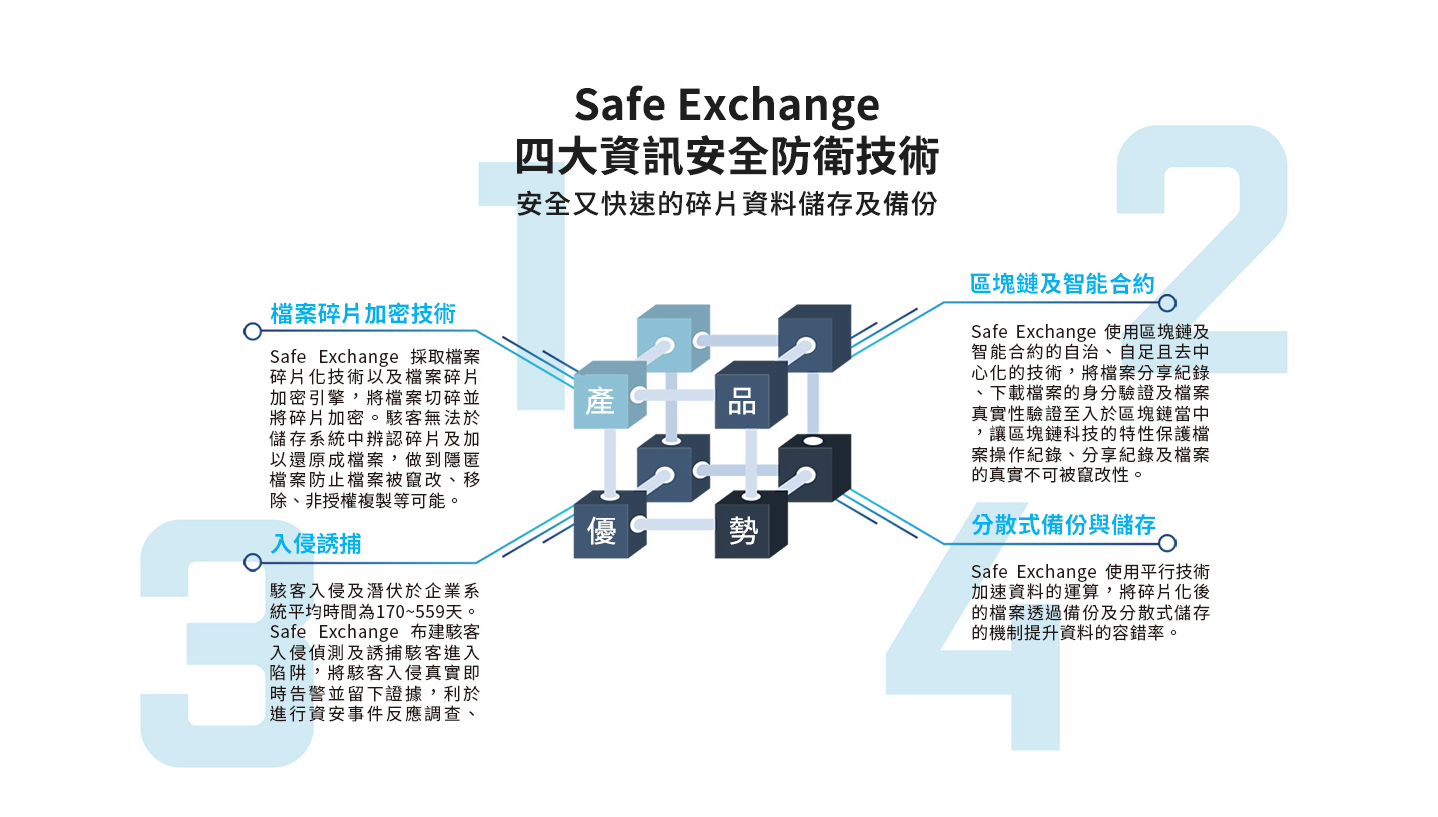 Safe Exchange
四大資訊安全防衛技術
安全又快速的碎片資料儲存及備份
1
檔案碎片加密技術
Safe Exchange 採取檔案
碎片化技術以及檔案碎片
加密引擎，將檔案切碎並
將碎片加密。駭客無法於
儲存系統中辨認碎片及加
以還原成檔案，做到隱匿
檔案防止檔案被竄改、移
除、非授權複製等可能。
2
區塊鏈及智能合約
Safe Exchange 使用區塊鏈及
智能合約的自治、自足且去中
心化的技術，將檔案分享紀錄
、下載檔案的身分驗證及檔案
真實性驗證至入於區塊鏈當中
，讓區塊鏈科技的特性保護檔
案操作紀錄、分享紀錄及檔案
的真實不可被竄改性。
產 品
優 勢
3
入侵誘捕
駭客入侵及潛伏於企業系
統平均時間為170~559天。
Safe Exchange 布建駭客
入侵偵測及誘捕駭客進入
陷阱，將駭客入侵真實即
時告警並留下證據，利於
進行資安事件反應調查、
4
分散式備份與儲存
Safe Exchange 使用平行技術
加速資料的運算，將碎片化後
的檔案透過備份及分散式儲存
的機制提升資料的容錯率。